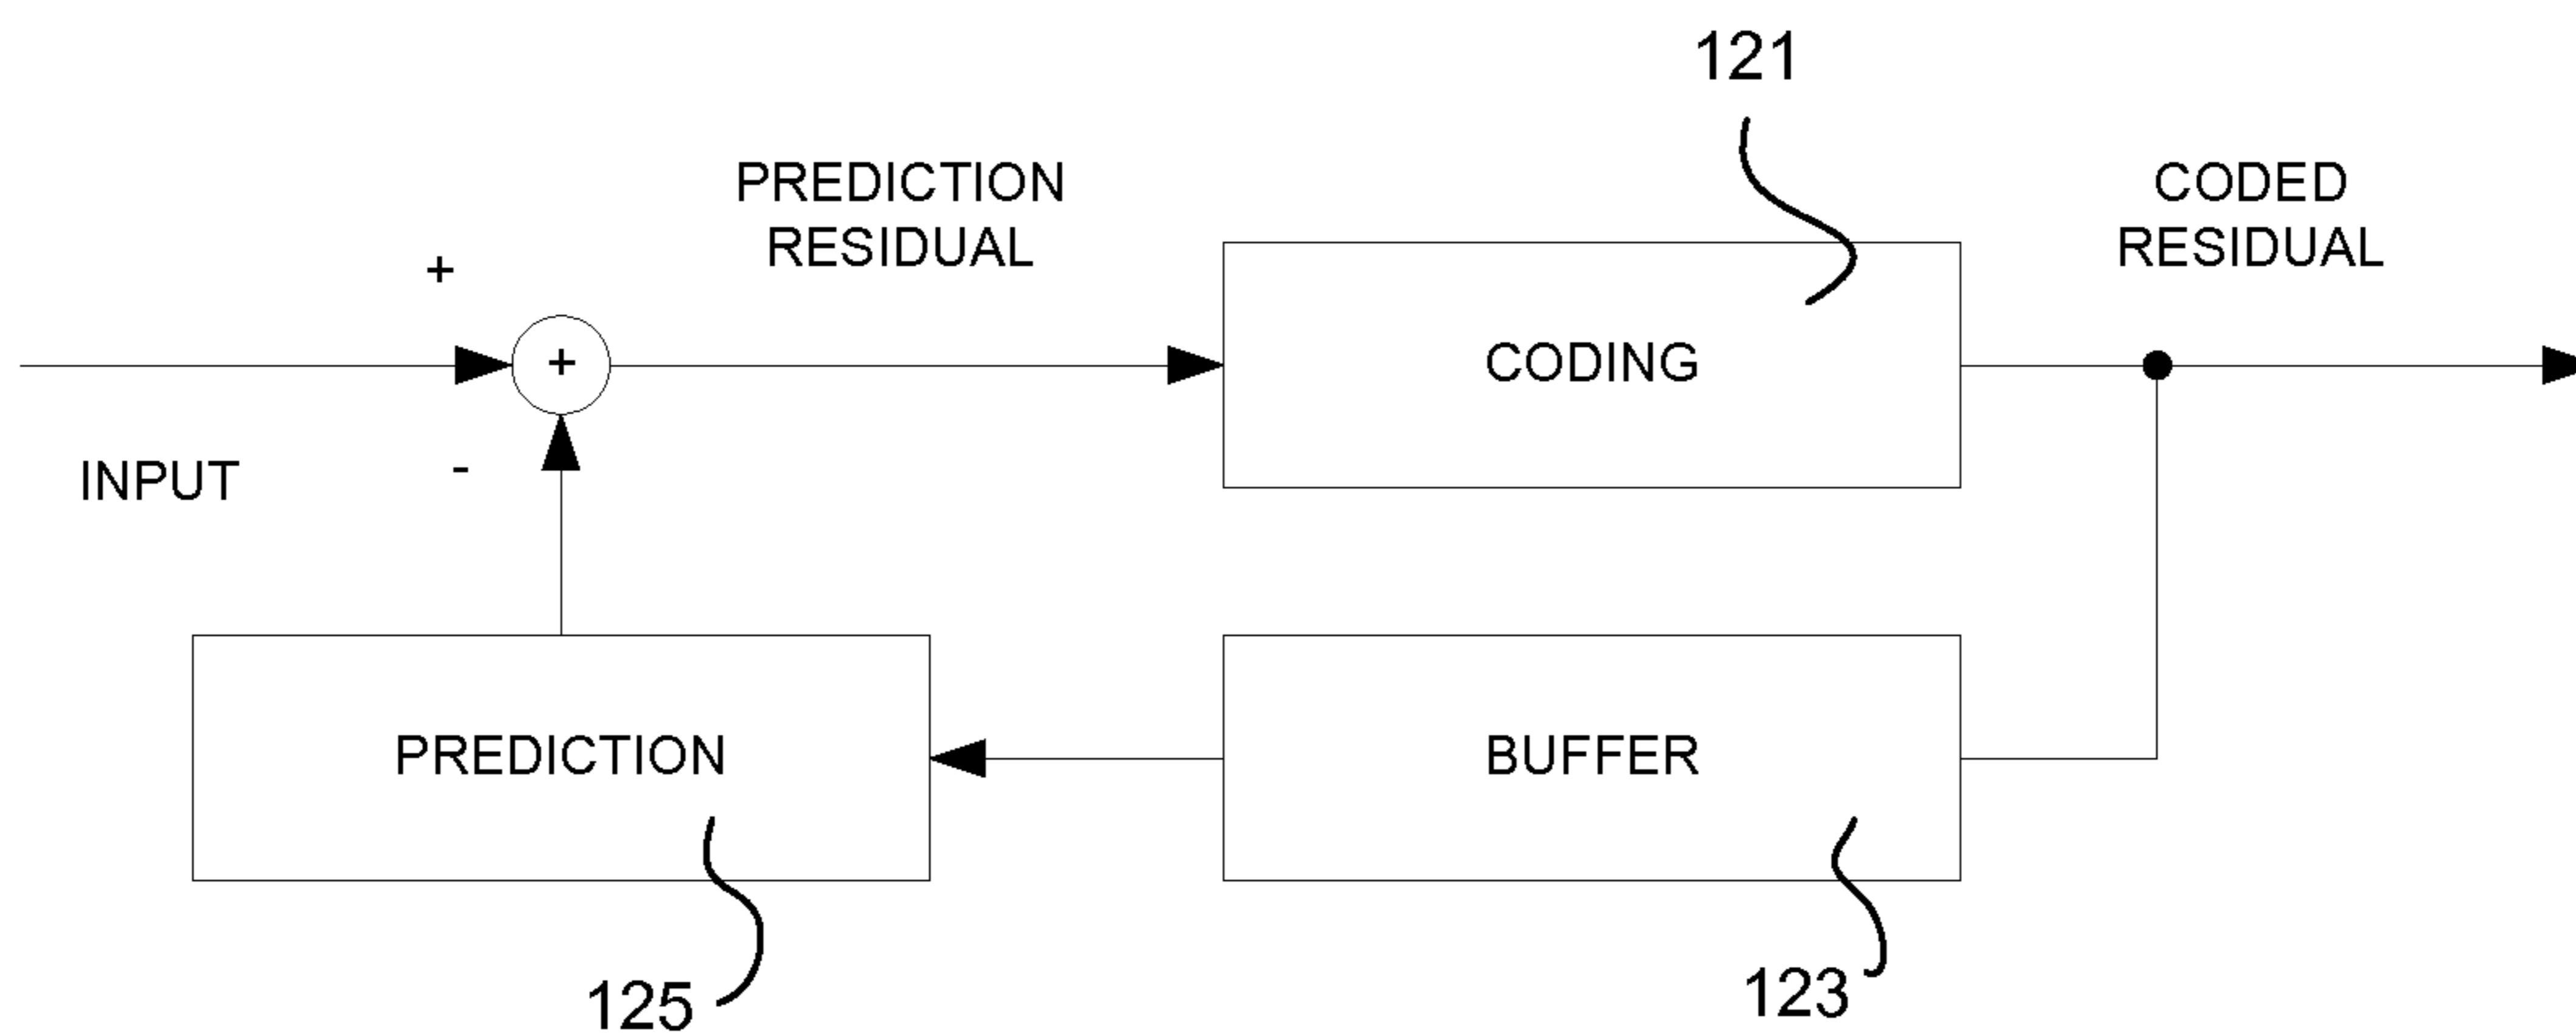 121
PREDICTION
RESIDUAL
CODED
RESIDUAL
+
+
CODING
-
INPUT
PREDICTION
BUFFER
125
123